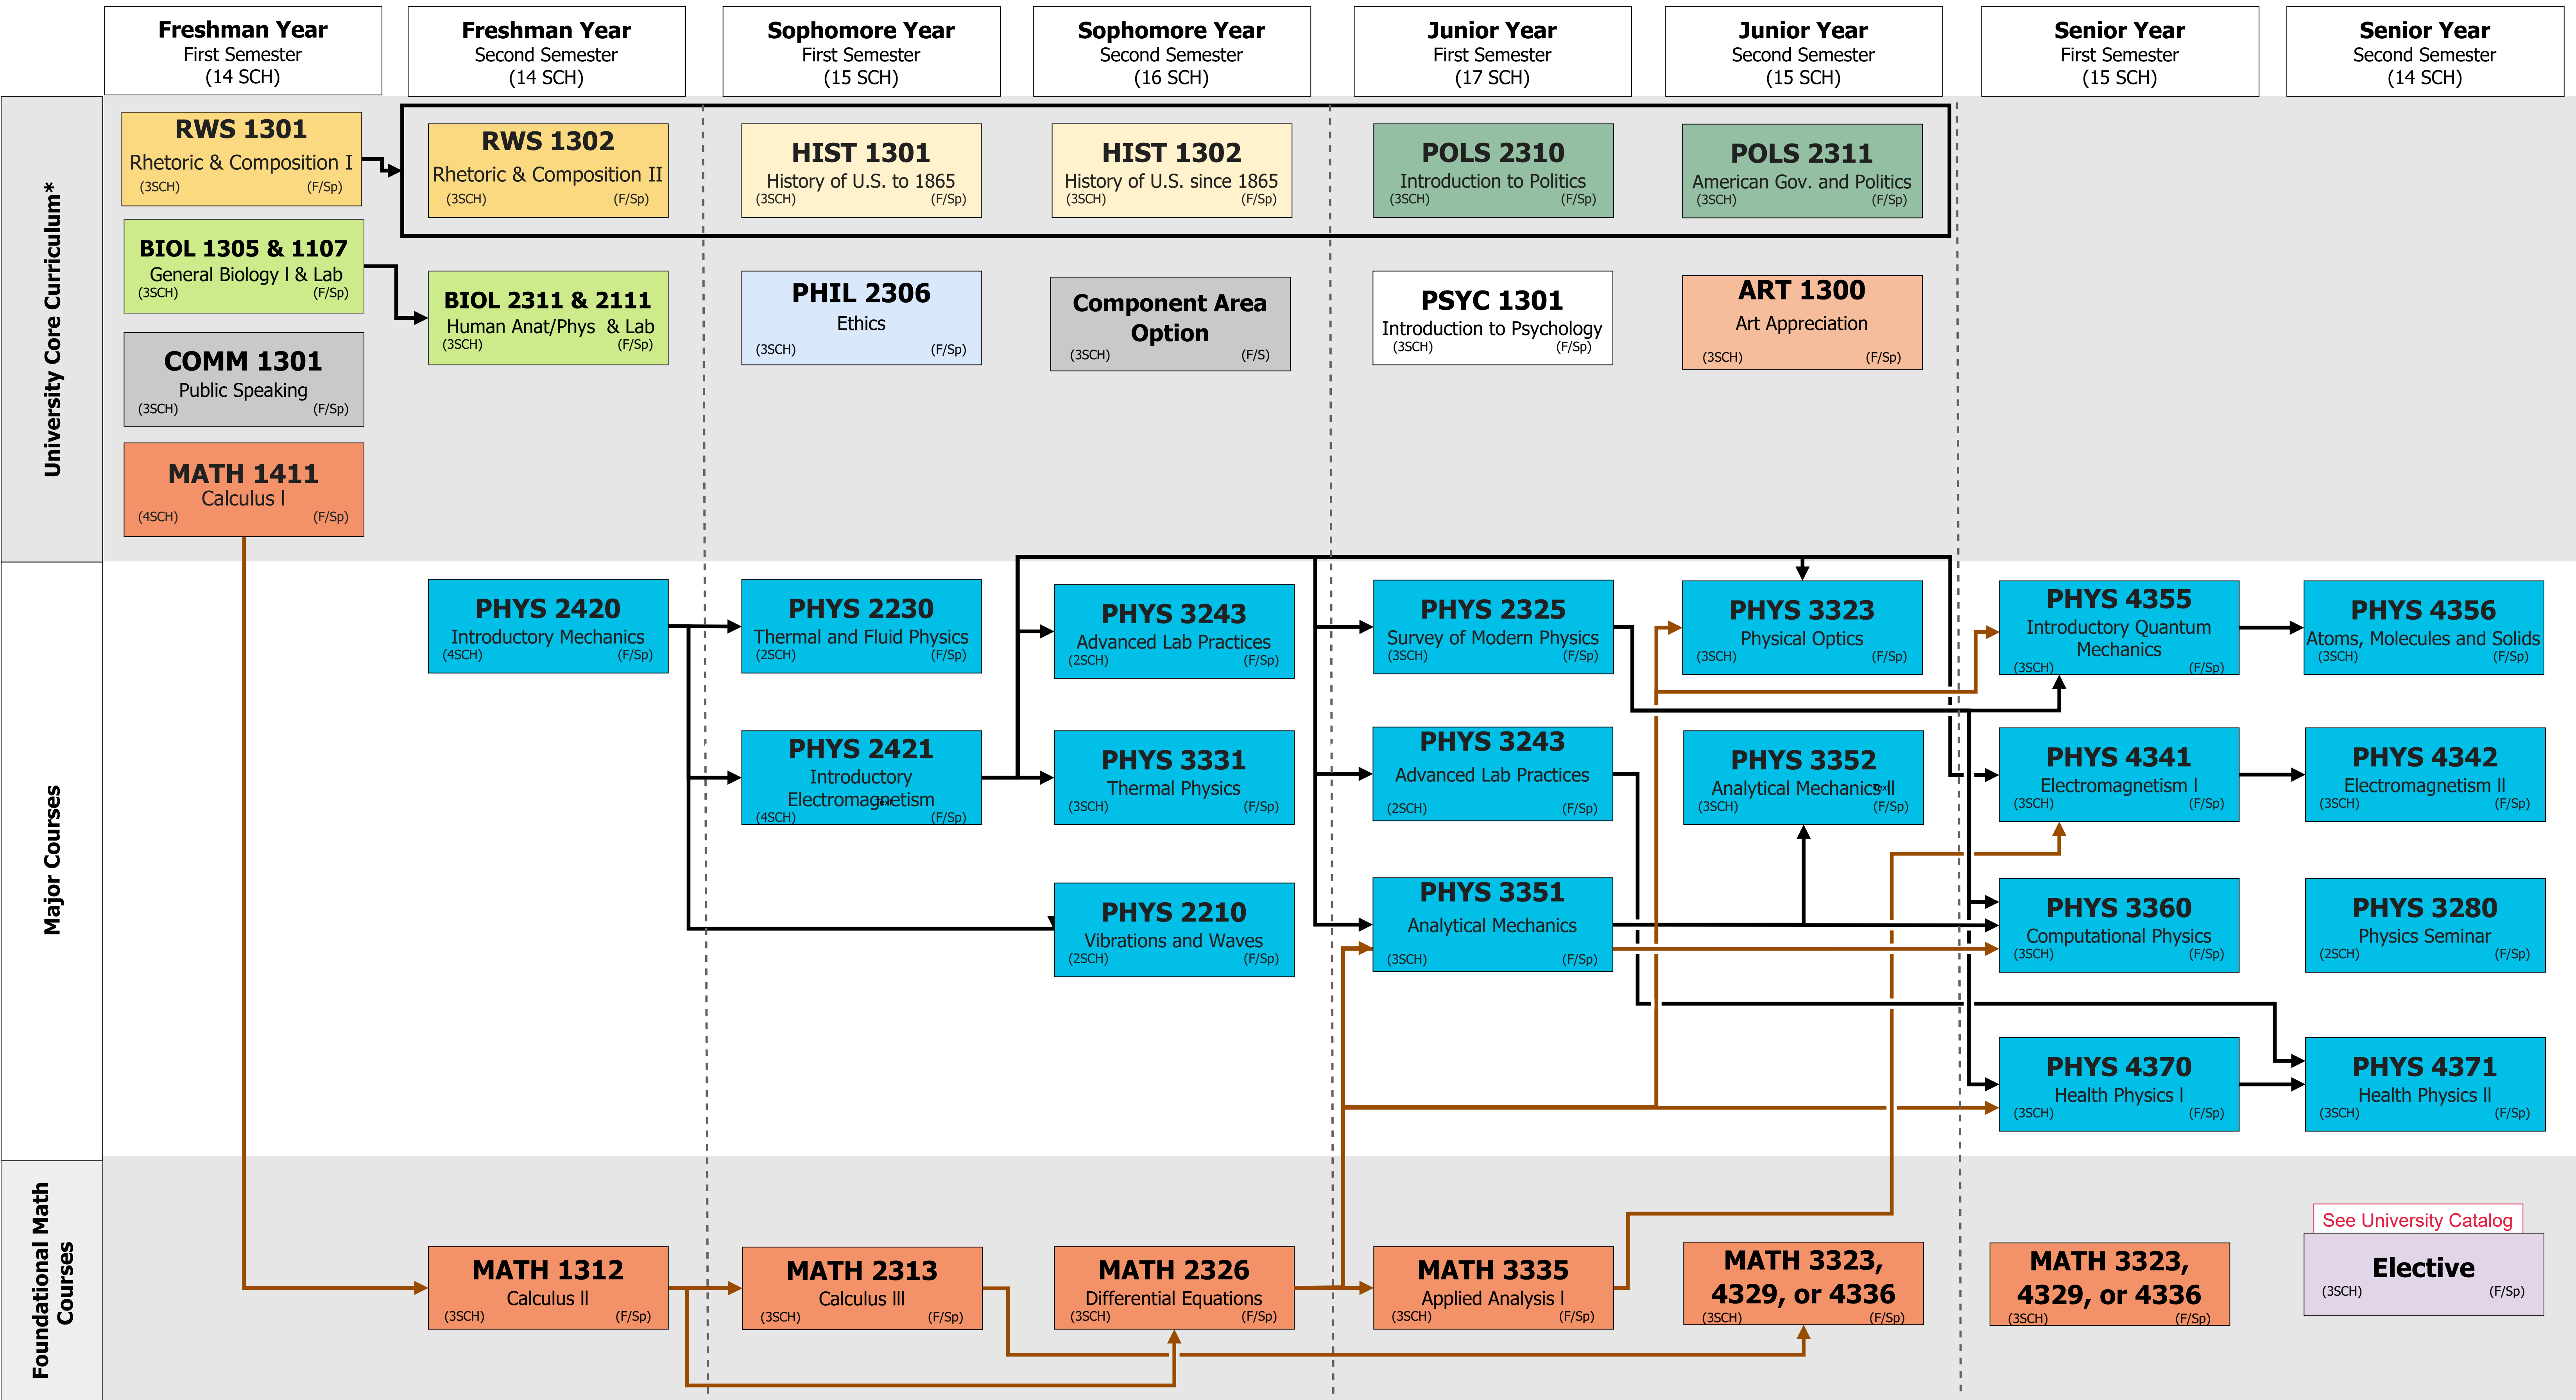 Freshman Year
First Semester
(14 SCH)
Freshman Year
Second Semester
(14 SCH)
Sophomore Year
First Semester
(15 SCH)
Sophomore Year
Second Semester
(16 SCH)
Junior Year
First Semester
(17 SCH)
Junior Year
Second Semester
(15 SCH)
Senior Year
First Semester
(15 SCH)
Senior Year
Second Semester
(14 SCH)
University Core Curriculum*
RWS 1301
Rhetoric & Composition I
(3SCH) (F/Sp)
RWS 1302
Rhetoric & Composition II
(3SCH) (F/Sp)
HIST 1301
History of U.S. to 1865
(3SCH) (F/Sp)
HIST 1302
History of U.S. since 1865
(3SCH) (F/Sp)
POLS 2310
Introduction to Politics
(3SCH) (F/Sp)
POLS 2311
American Gov. and Politics
(3SCH) (F/Sp)
BIOL 1305 & 1107
General Biology I & Lab
(3SCH) (F/Sp)
BIOL 2311 & 2111
Human Anat/Phys & Lab
(3SCH) (F/Sp)
PHIL 2306
Ethics
(3SCH) (F/Sp)
Component Area
Option
(3SCH) (F/S)
PSYC 1301
Introduction to Psychology
(3SCH) (F/Sp)
ART 1300
Art Appreciation
(3SCH) (F/Sp)
COMM 1301
Public Speaking
(3SCH) (F/Sp)
MATH 1411
Calculus I
(4SCH) (F/Sp)
Major Courses
PHYS 2420
Introductory Mechanics
(4SCH) (F/Sp)
PHYS 2230
Thermal and Fluid Physics
(2SCH) (F/Sp)
PHYS 3243
Advanced Lab Practices
(2SCH) (F/Sp)
PHYS 2325
Survey of Modern Physics
(3SCH) (F/Sp)
PHYS 3323
Physical Optics
(3SCH) (F/Sp)
PHYS 4355
Introductory Quantum
Mechanics
(3SCH) (F/Sp)
PHYS 4356
Atoms, Molecules and Solids
(3SCH) (F/Sp)
PHYS 2421
Introductory
Electromagnetism
(4SCH) (F/Sp)
PHYS 3331
Thermal Physics
(3SCH) (F/Sp)
PHYS 3243
Advanced Lab Practices
(2SCH) (F/Sp)
PHYS 3352
Analytical Mechanics II
(3SCH) (F/Sp)
PHYS 4341
Electromagnetism I
(3SCH) (F/Sp)
PHYS 4342
Electromagnetism II
(3SCH) (F/Sp)
PHYS 2210
Vibrations and Waves
(2SCH) (F/Sp)
PHYS 3351
Analytical Mechanics
(3SCH) (F/Sp)
PHYS 3360
Computational Physics
(3SCH) (F/Sp)
PHYS 3280
Physics Seminar
(2SCH) (F/Sp)
PHYS 4370
Health Physics I
(3SCH) (F/Sp)
PHYS 4371
Health Physics II
(3SCH) (F/Sp)
Foundational Math
Courses
MATH 1312
Calculus II
(3SCH) (F/Sp)
MATH 2313
Calculus III
(3SCH) (F/Sp)
MATH 2326
Differential Equations
(3SCH) (F/Sp)
MATH 3335
Applied Analysis I
(3SCH) (F/Sp)
MATH 3323,
4329, or 4336
(3SCH) (F/Sp)
MATH 3323,
4329, or 4336
(3SCH) (F/Sp)
See University Catalog
Elective
(3SCH) (F/Sp)